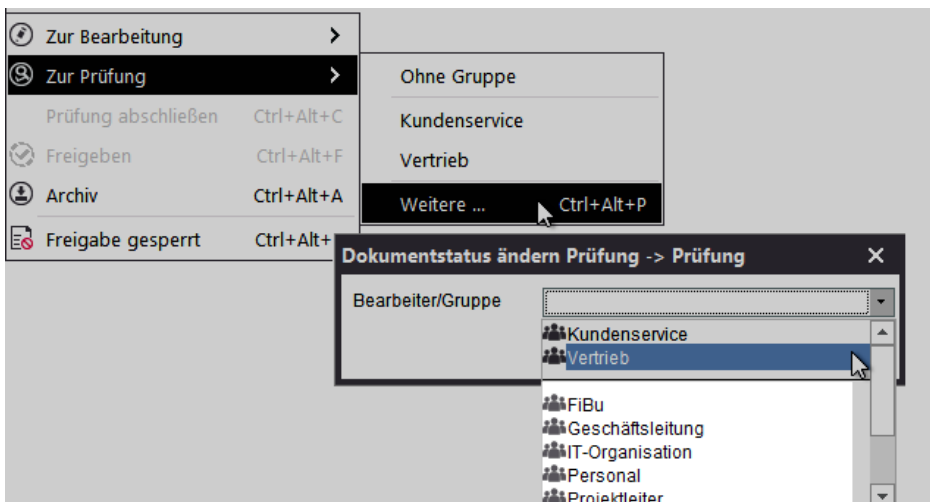 Zur Bearbeitung
Zur Prüfung
Prüfung abschließen Ctrl+Alt+C
Freigeben Ctrl+Alt+F
Archiv Ctrl+Alt+A
Freigabe gesperrt Ctrl+Alt+
Ohne Gruppe
Kundenservice
Vertrieb
Weitere ... Ctrl+Alt+P
Dokumentstatus ändern Prüfung -> Prüfung
Bearbeiter/Gruppe
Kundenservice
Vertrieb
FiBu
Geschäftsleitung
IT-Organisation
Personal
Projektleiter